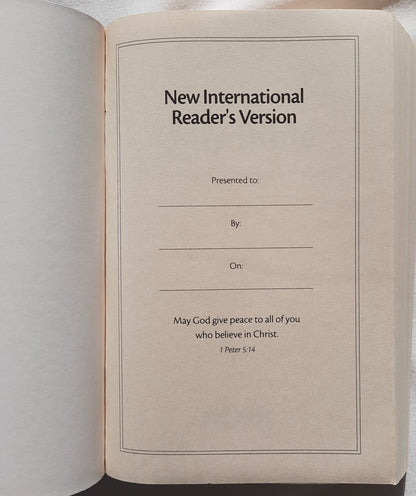 New International
Reader's Version
Presented to:
By:
On:
May God give peace to all of you
who believe in Christ.
1 Peter 5:14